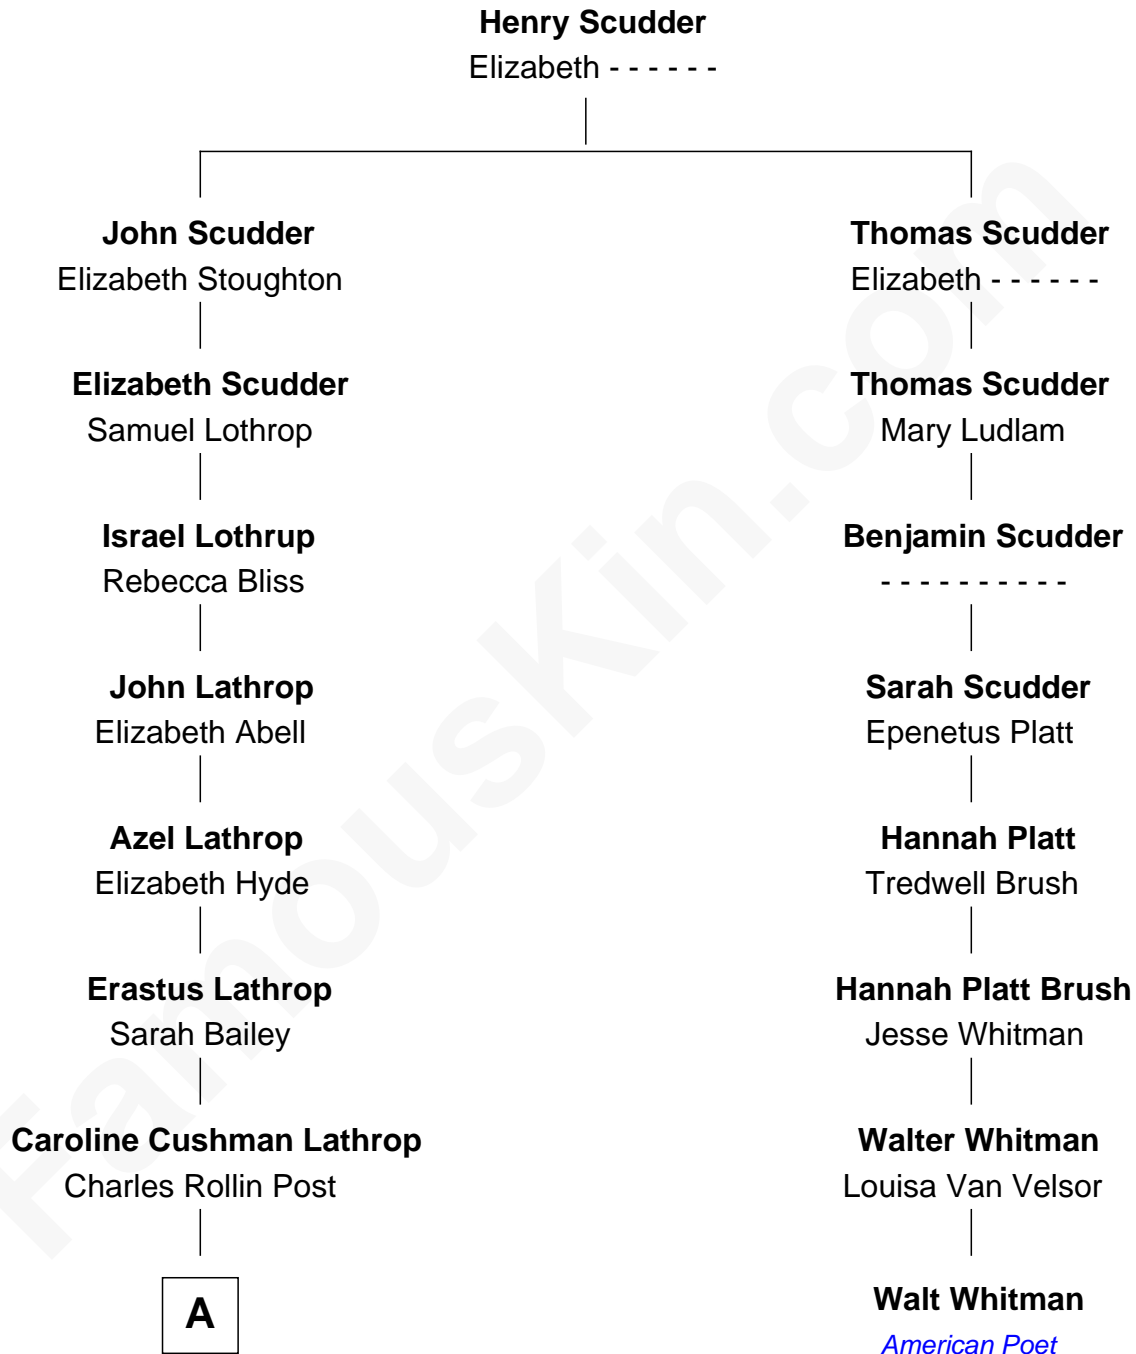 Henry Scudder
Elizabeth - - - - - -
John Scudder
Elizabeth Stoughton
Thomas Scudder
Elizabeth - - - - - -
Elizabeth Scudder
Samuel Lothrop
Thomas Scudder
Mary Ludlam
Israel Lothrup
Rebecca Bliss
Benjamin Scudder
- - - - - - - - - -
John Lathrop
Elizabeth Abell
Sarah Scudder
Epenetus Platt
Azel Lathrop
Elizabeth Hyde
Hannah Platt
Tredwell Brush
Erastus Lathrop
Sarah Bailey
Hannah Platt Brush
Jesse Whitman
Caroline Cushman Lathrop
Charles Rollin Post
Walter Whitman
Louisa Van Velsor
A
Walt Whitman
American Poet
FamousKin.com